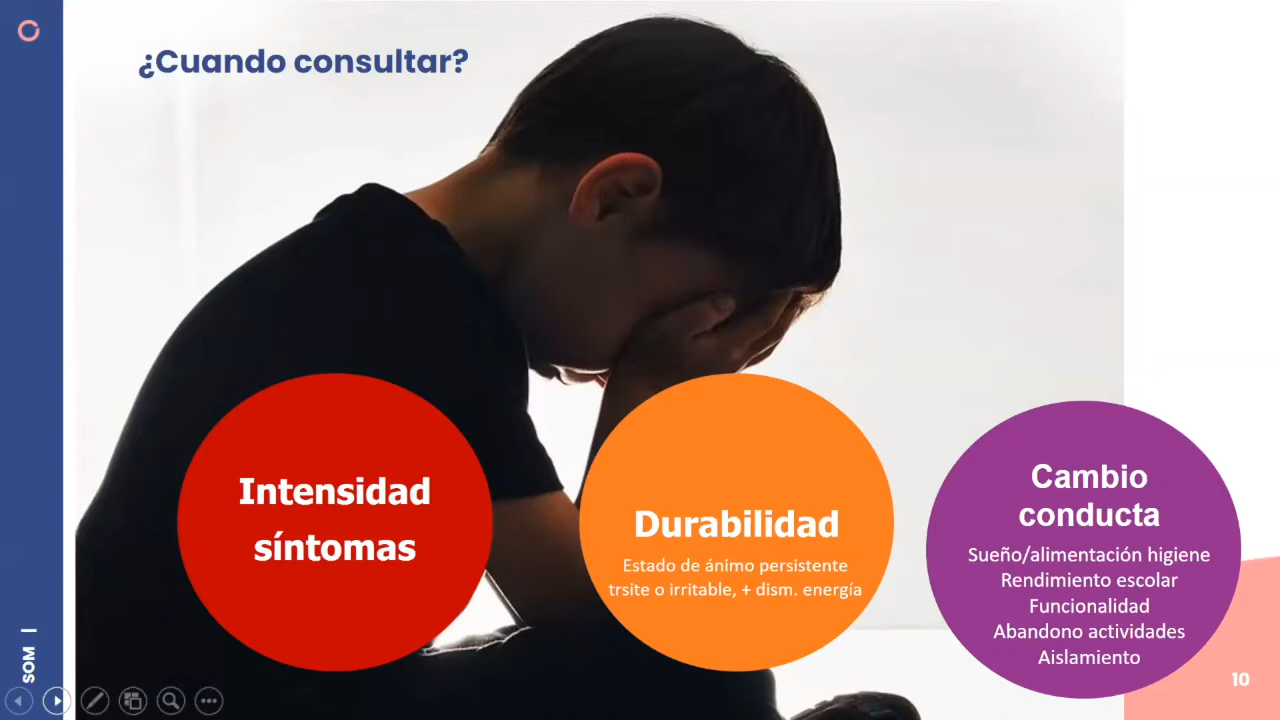 ¿Cuando consultar?
Intensidad
síntomas
Durabilidad
Estado de ánimo persistente
trsite o irritable, + dism. energía
Cambio
conducta
Sueño/alimentación higiene
Rendimiento escolar
Funcionalidad
Abandono actividades
Aislamiento
SOM |
10